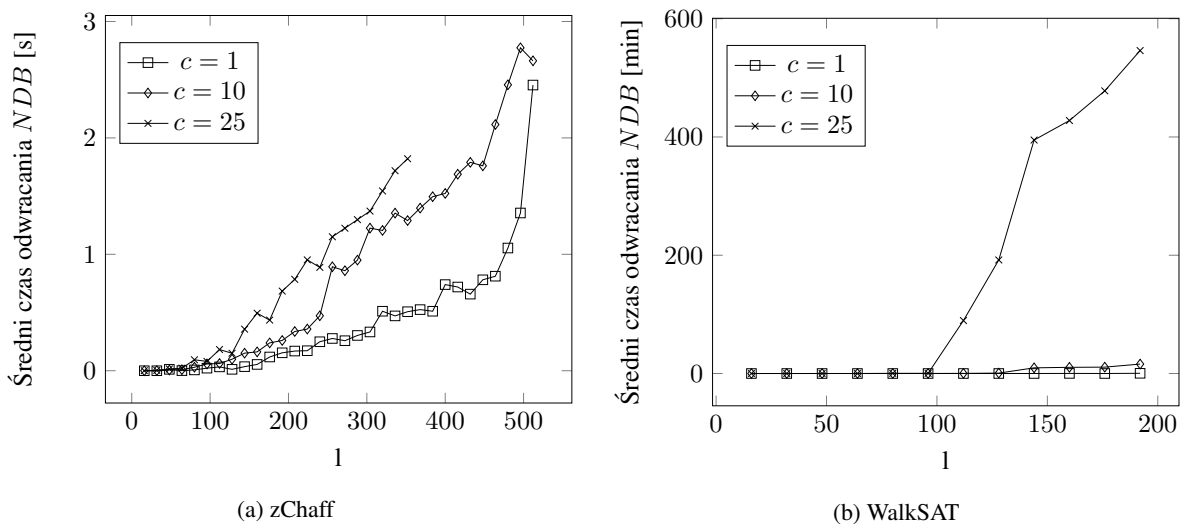 3
2
1
0
Średni czas odwracania NDB [s]
c = 1
c = 10
c = 25
0 100 200 300 400 500
l
(a) zChaff
600
400
200
0
Średni czas odwracania NDB [min]
c = 1
c = 10
c = 25
0 50 100 150 200
l
(b) WalkSAT